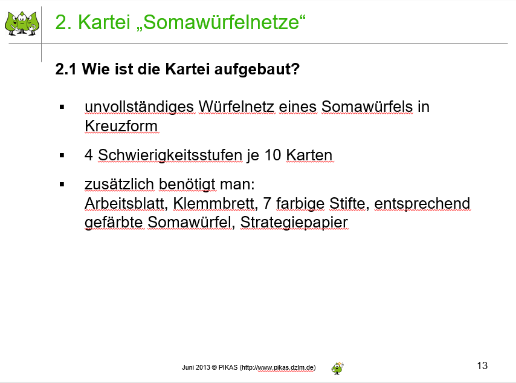 2. Kartei „Somawürfelnetze“
2.1 Wie ist die Kartei aufgebaut?
▪ unvollständiges Würfelnetz eines Somawürfels in
Kreuzform
▪ 4 Schwierigkeitsstufen je 10 Karten
▪ zusätzlich benötigt man:
Arbeitsblatt, Klemmbrett, 7 farbige Stifte, entsprechend
gefärbte Somawürfel, Strategiepapier
Juni 2013 © PIKAS (http://www.pikas.dzlm.de)
13